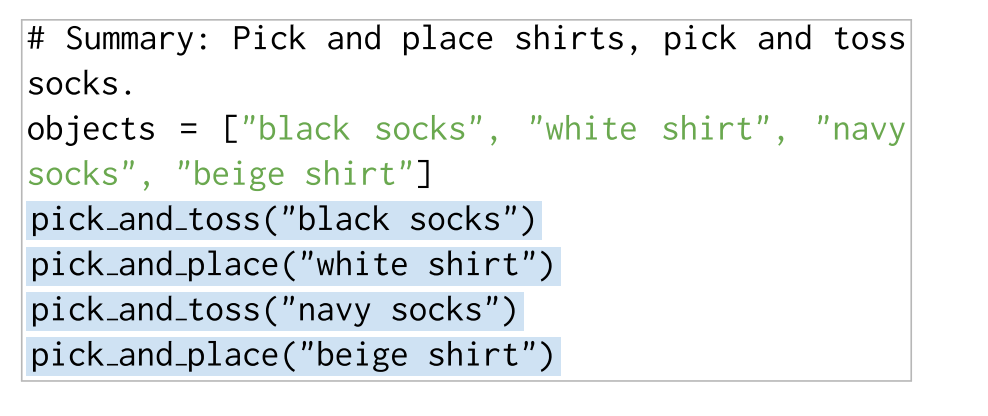 # Summary: Pick and place shirts, pick and toss
socks.
objects = ["black socks", "white shirt", "navy
socks", "beige shirt"]
pick_and_toss("black socks")
pick_and_place("white shirt")
pick_and_toss("navy socks")
pick_and_place("beige shirt")